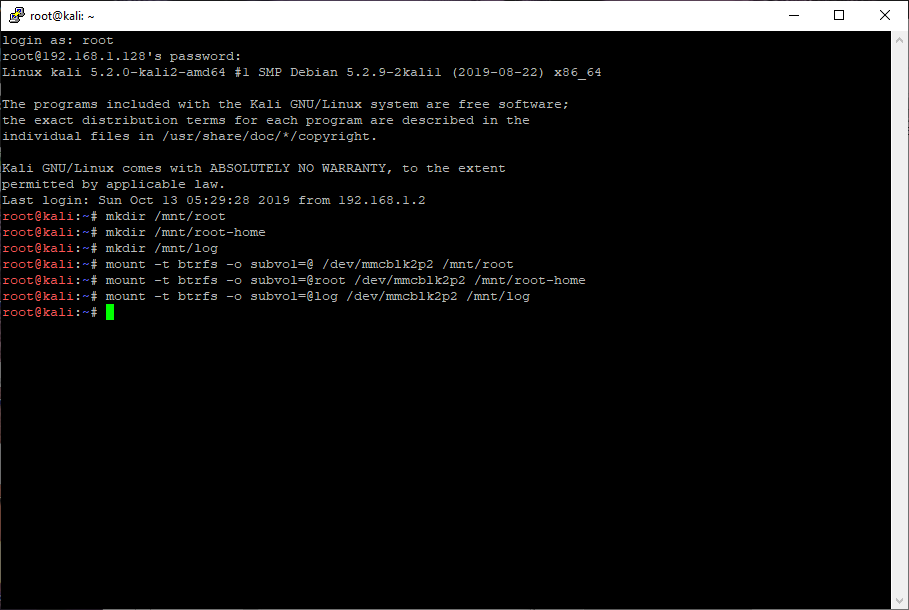 root@kali: ~
login as: root
root@192.168.1.128's password:
Linux kali 5.2.0-kali2-amd64 #1 SMP Debian 5.2.9-2kali1 (2019-08-22) x86_64
The programs included with the Kali GNU/Linux system are free software;
the exact distribution terms for each program are described in the
individual files in /usr/share/doc/*/copyright.
Kali GNU/Linux comes with ABSOLUTELY NO WARRANTY, to the extent
permitted by applicable law.
Last login: Sun Oct 13 05:29:28 2019 from 192.168.1.2
root@kali:~# mkdir /mnt/root
root@kali:~# mkdir /mnt/root-home
root@kali:~# mkdir /mnt/log
root@kali:~# mount -t btrfs -o subvol=@ /dev/mmcblk2p2 /mnt/root
root@kali:~# mount -t btrfs -o subvol=@root /dev/mmcblk2p2 /mnt/root-home
root@kali:~# mount -t btrfs -o subvol=@log /dev/mmcblk2p2 /mnt/log
root@kali:~#